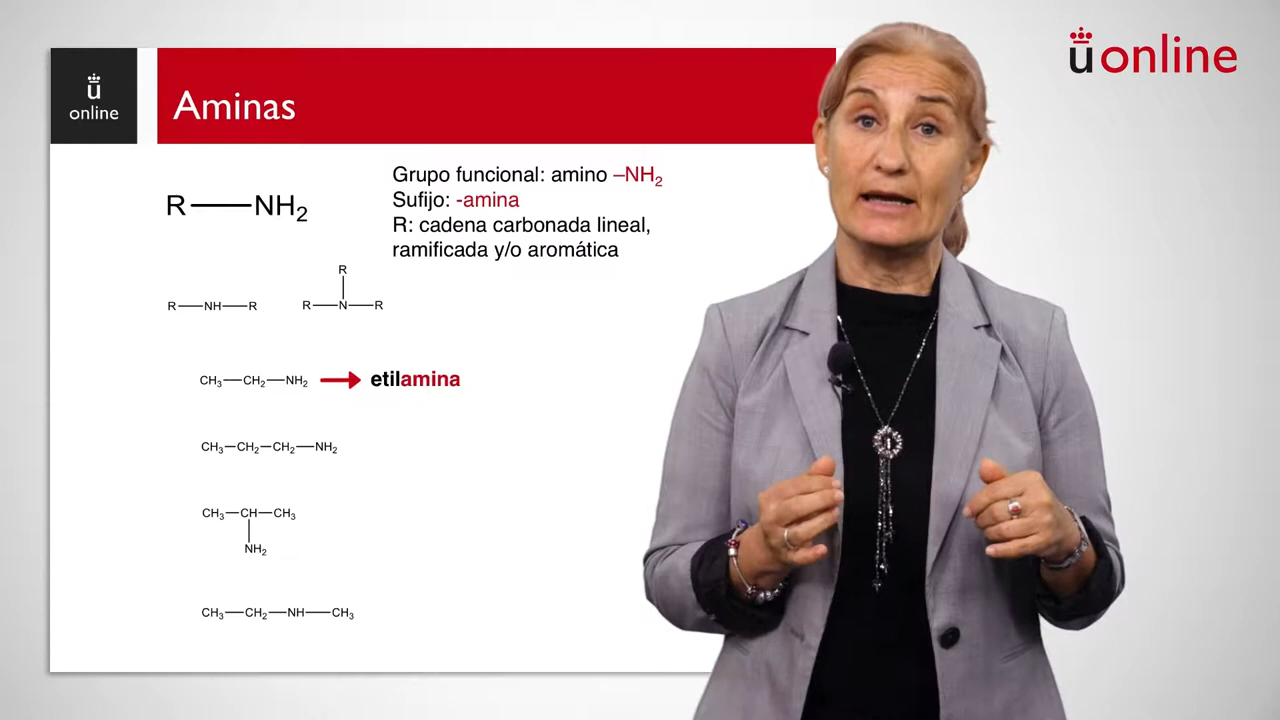 ü online
ü
online
Aminas
Grupo funcional: amino –NH₂
Sufijo: -amina
R: cadena carbonada lineal,
ramificada y/o aromática
R—NH₂
R
R—NH—R
R—N—R
CH₃—CH₂—NH₂ → etilamina
CH₃—CH₂—CH₂—NH₂
CH₃—CH—CH₃
NH₂
CH₃—CH₂—NH—CH₃